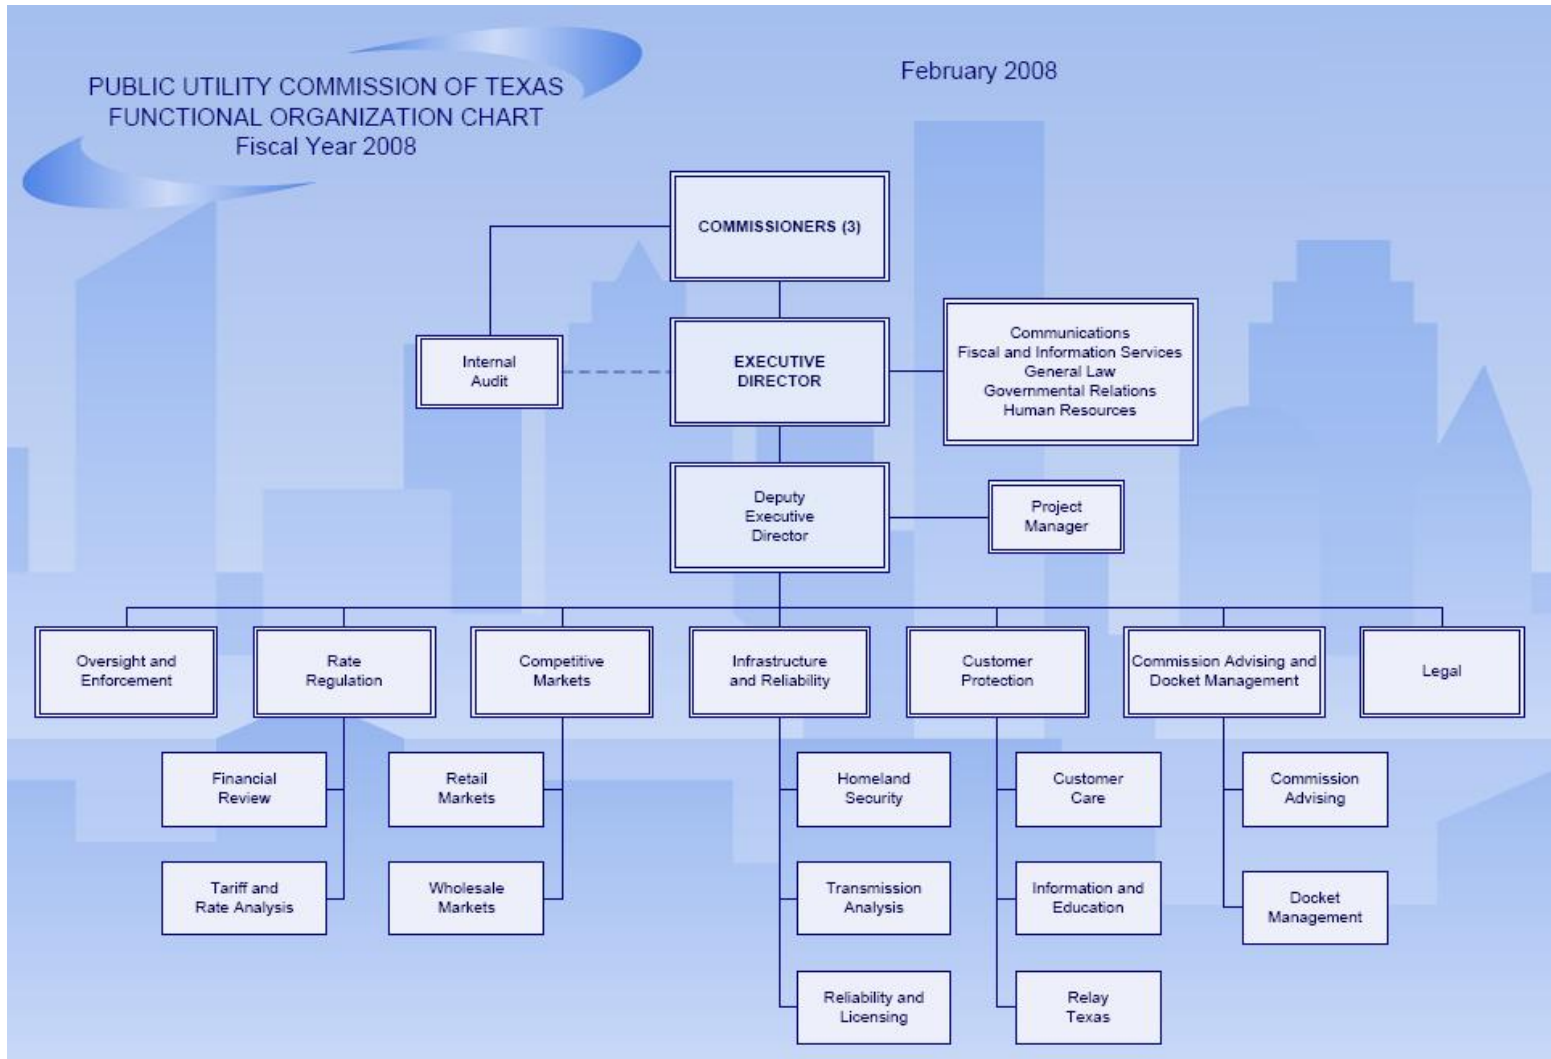 PUBLIC UTILITY COMMISSION OF TEXAS
FUNCTIONAL ORGANIZATION CHART
Fiscal Year 2008
February 2008
COMMISSIONERS (3)
Internal
Audit
EXECUTIVE
DIRECTOR
Communications
Fiscal and Information Services
General Law
Governmental Relations
Human Resources
Deputy
Executive
Director
Project
Manager
Oversight and
Enforcement
Rate
Regulation
Competitive
Markets
Infrastructure
and Reliability
Customer
Protection
Commission Advising and
Docket Management
Legal
Financial
Review
Retail
Markets
Homeland
Security
Customer
Care
Commission
Advising
Tariff and
Rate Analysis
Wholesale
Markets
Transmission
Analysis
Information and
Education
Docket
Management
Reliability and
Licensing
Relay
Texas